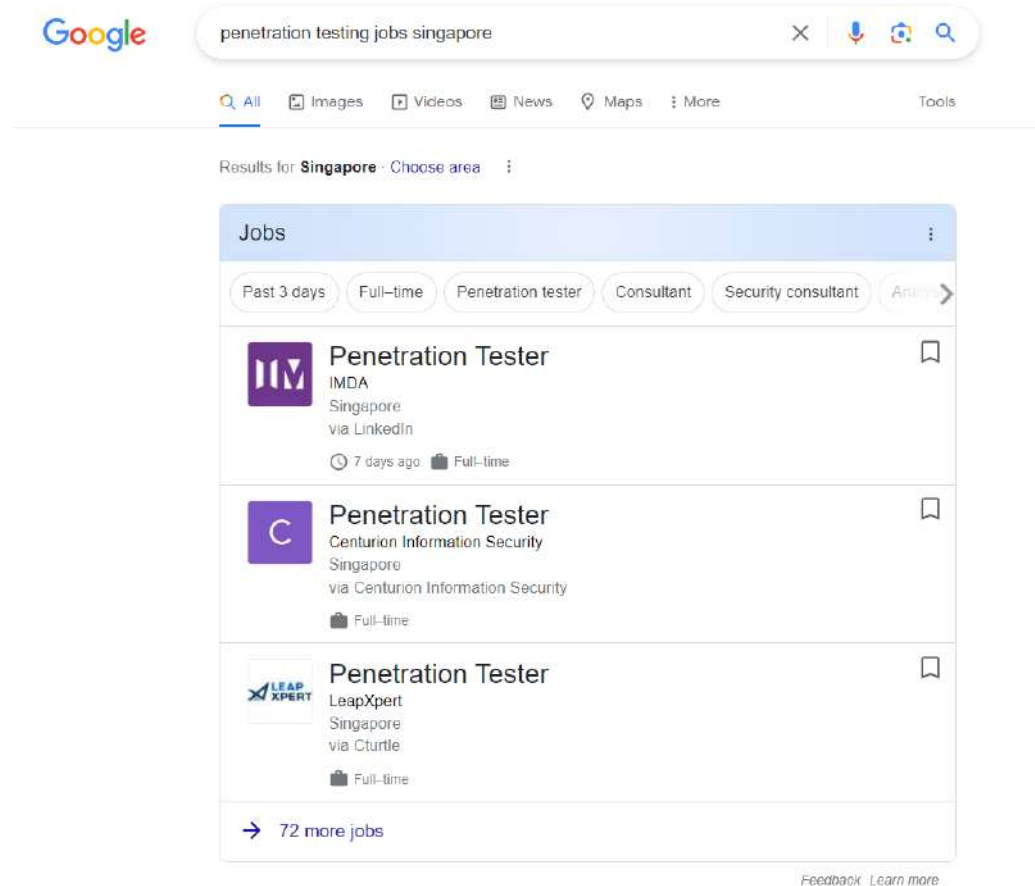 Google
penetration testing jobs singapore
All Images Videos News Maps More Tools
Results for Singapore · Choose area
Jobs
Past 3 days Full-time Penetration tester Consultant Security consultant
IM
Penetration Tester
IMDA
Singapore
via LinkedIn
7 days ago Full-time
C
Penetration Tester
Centurion Information Security
Singapore
via Centurion Information Security
Full-time
LEAP
XPERT
Penetration Tester
LeapXpert
Singapore
via Cturtle
Full-time
72 more jobs
Feedback Learn more